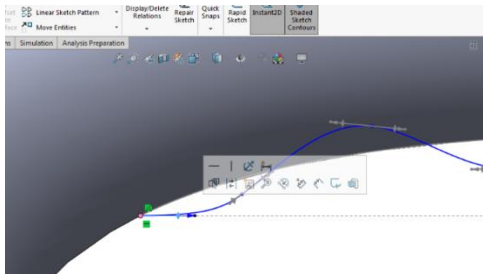 Linear Sketch Pattern
Move Entities
Display/Delete
Relations
Repair
Sketch
Quick
Snaps
Rapid
Sketch
Instant2D
Shaded
Sketch
Contours
Simulation
Analysis Preparation